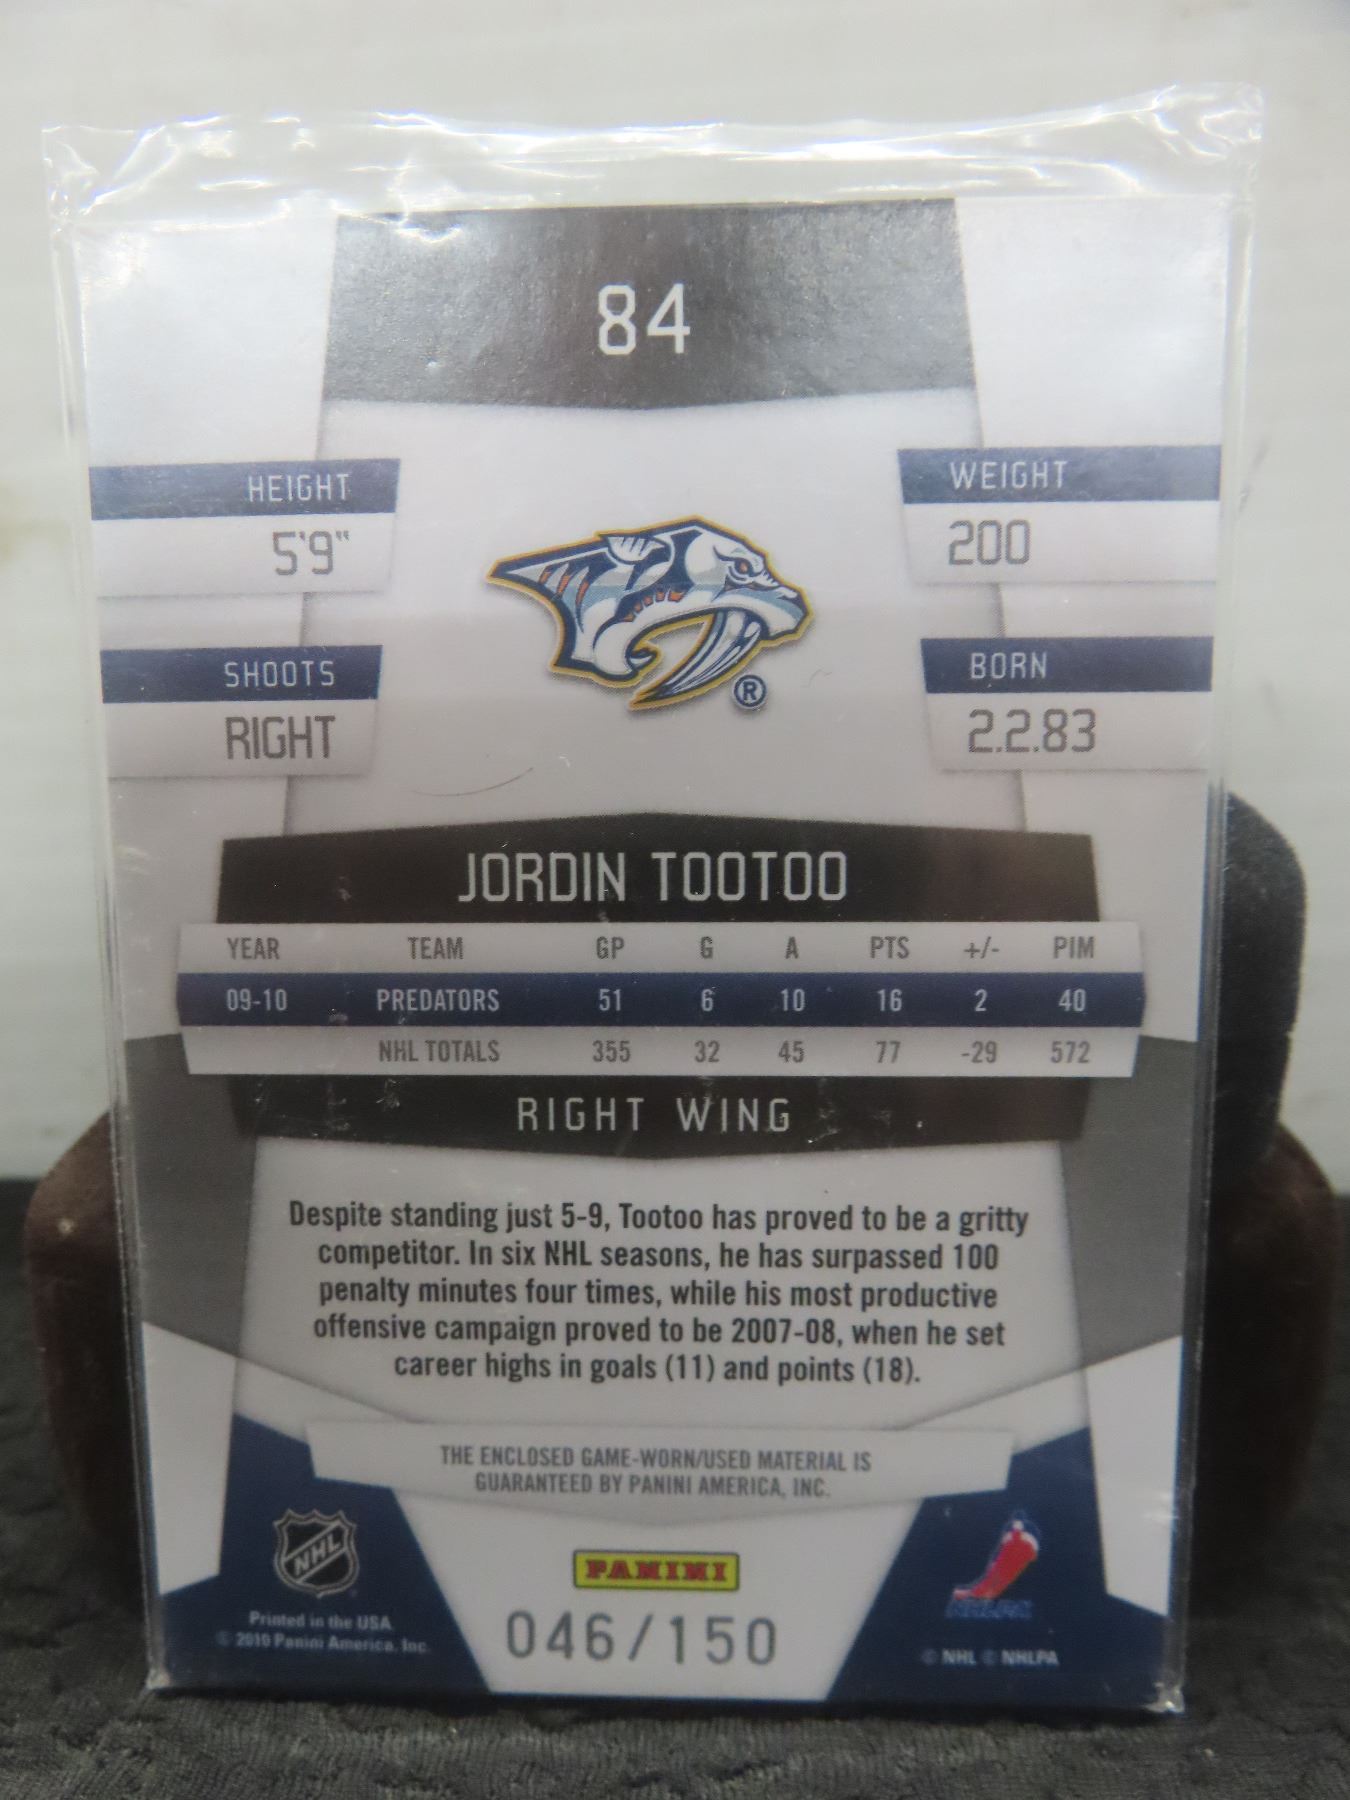 84
HEIGHT
5'9"
WEIGHT
200
SHOOTS
RIGHT
BORN
2.2.83
®
JORDIN TOOTOO
YEAR TEAM GP G A PTS +/- PIM
09-10 PREDATORS 51 6 10 16 2 40
NHL TOTALS 355 32 45 77 -29 572
RIGHT WING
Despite standing just 5-9, Tootoo has proved to be a gritty
competitor. In six NHL seasons, he has surpassed 100
penalty minutes four times, while his most productive
offensive campaign proved to be 2007-08, when he set
career highs in goals (11) and points (18).
THE ENCLOSED GAME-WORN/USED MATERIAL IS
GUARANTEED BY PANINI AMERICA, INC.
NHL
PANINI
NHLPA
046/150
Printed in the USA
© 2010 Panini America, Inc.
© NHL © NHLPA